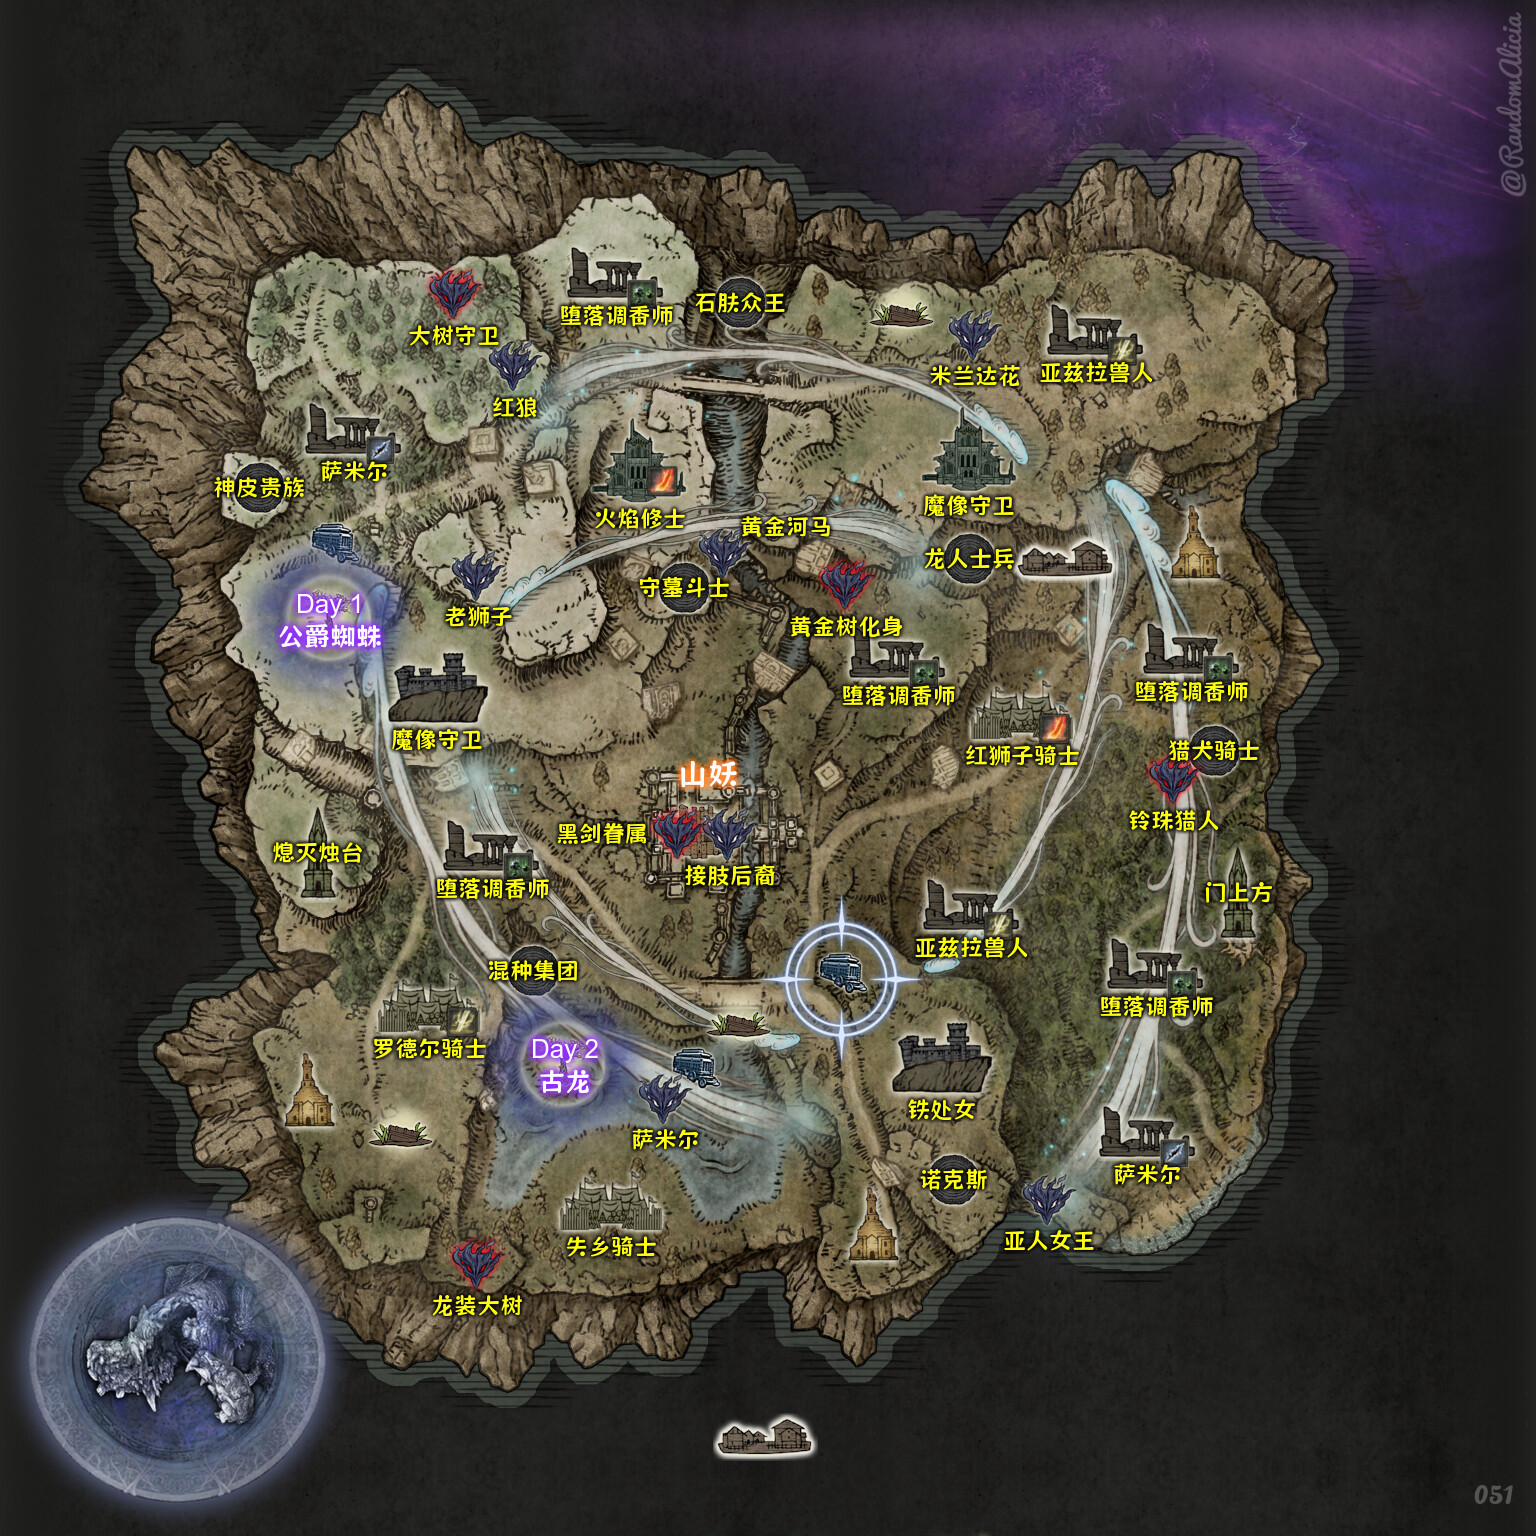 @RandomAlicia
堕落调香师
石肤众王
大树守卫
米兰达花
亚兹拉兽人
红狼
萨米尔
神皮贵族
火焰修士
黄金河马
魔像守卫
龙人士兵
守墓斗士
老狮子
Day 1
公爵蜘蛛
黄金树化身
堕落调香师
堕落调香师
魔像守卫
红狮子骑士
猎犬骑士
山妖
铃珠猎人
黑剑眷属
接肢后裔
熄灭烛台
堕落调香师
门上方
亚兹拉兽人
混种集团
堕落调香师
罗德尔骑士
Day 2
古龙
铁处女
萨米尔
诺克斯
萨米尔
亚人女王
失乡骑士
龙装大树
051